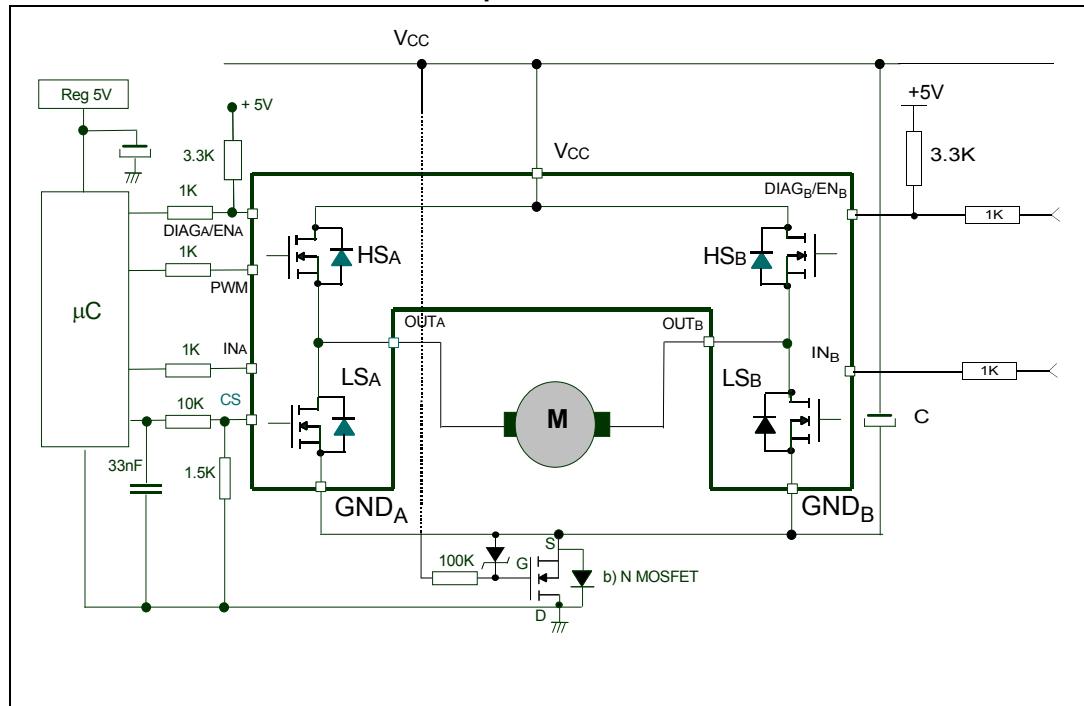 VCC
Reg 5V
+ 5V
+5V
3.3K
VCC
3.3K
1K
DIAGB/ENB
1K
DIAGA/ENA
HSA
HSB
1K
PWM
µC
OUTA
OUTB
INA
INB
1K
1K
LSA
LSB
CS
10K
M
C
33nF
1.5K
GNDA
GNDB
S
100K
G
b) N MOSFET
D